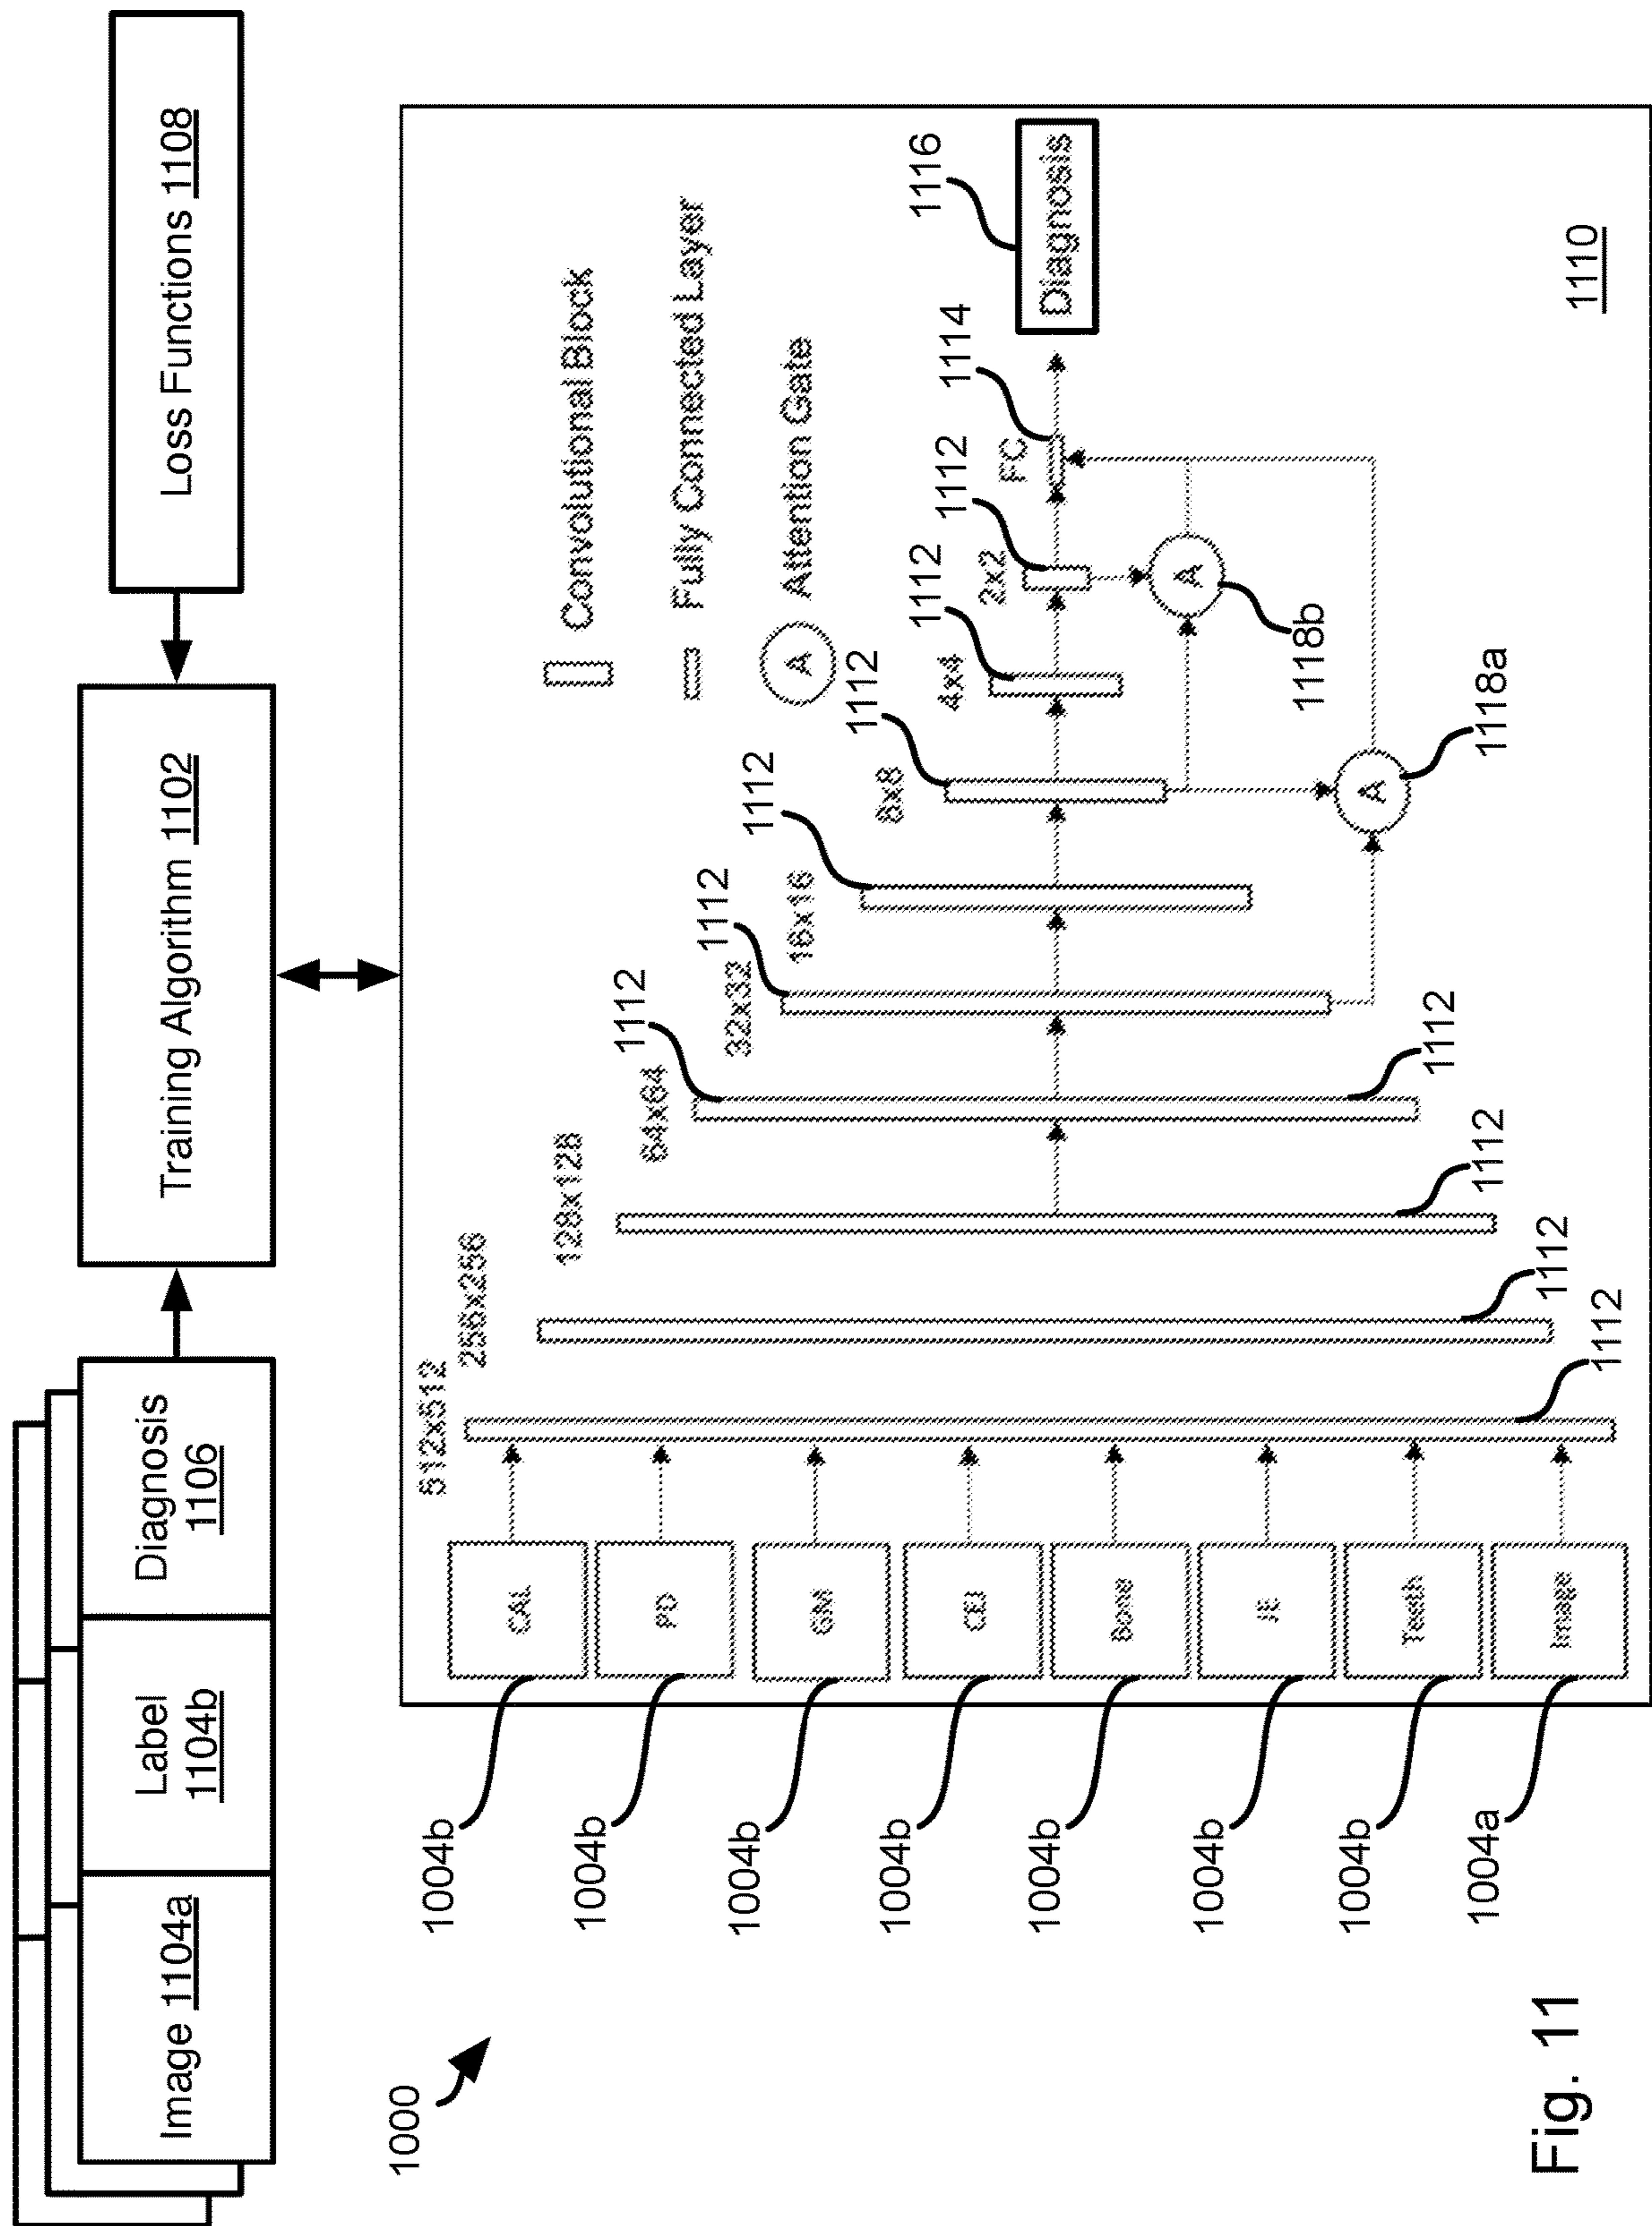 Image 1104a
Label
1104b
Diagnosis
1106
Training Algorithm 1102
Loss Functions 1108
1000
512x512
256x256
128x128
64x64
32x32
16x16
8x8
4x4
2x2
FC
Convolutional Block
Fully Connected Layer
A
Attention Gate
1112
1112
1112
1112
1112
1112
1114
1116
Diagnosis
1004b
CAL
1004b
PD
1004b
GM
1004b
CEJ
1004b
Bone
1004b
JE
1004b
Teeth
1004a
Image
1112
1112
1112
1112
A
1118a
A
1118b
1110
Fig. 11